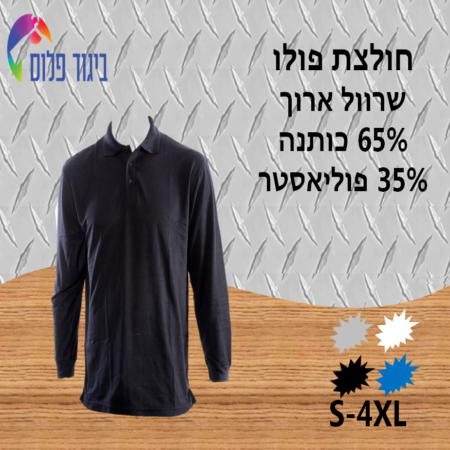 ביגוד פלוס
חולצת פולו
שרוול ארוך
65% כותנה
35% פוליאסטר
S-4XL